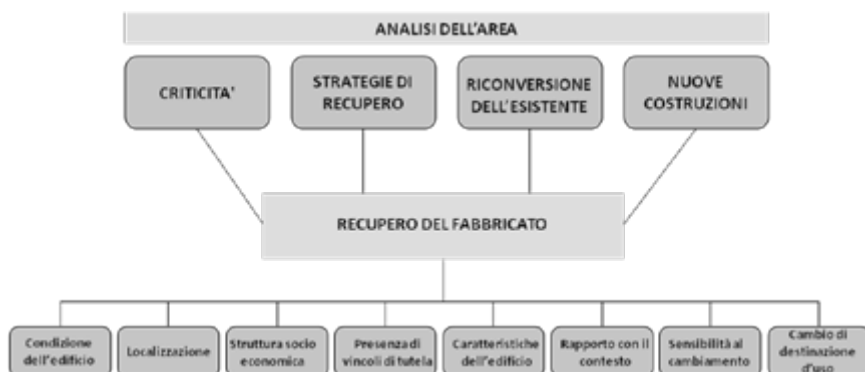 ANALISI DELL'AREA
CRITICITA'
STRATEGIE DI
RECUPERO
RICONVERSIONE
DELL'ESISTENTE
NUOVE
COSTRUZIONI
RECUPERO DEL FABBRICATO
Condizione
dell'edificio
Localizzazione
Struttura socio
economica
Presenza di
vincoli di tutela
Caratteristiche
dell'edificio
Rapporto con il
contesto
Sensibilità al
cambiamento
Cambio di
destinazione
d'uso